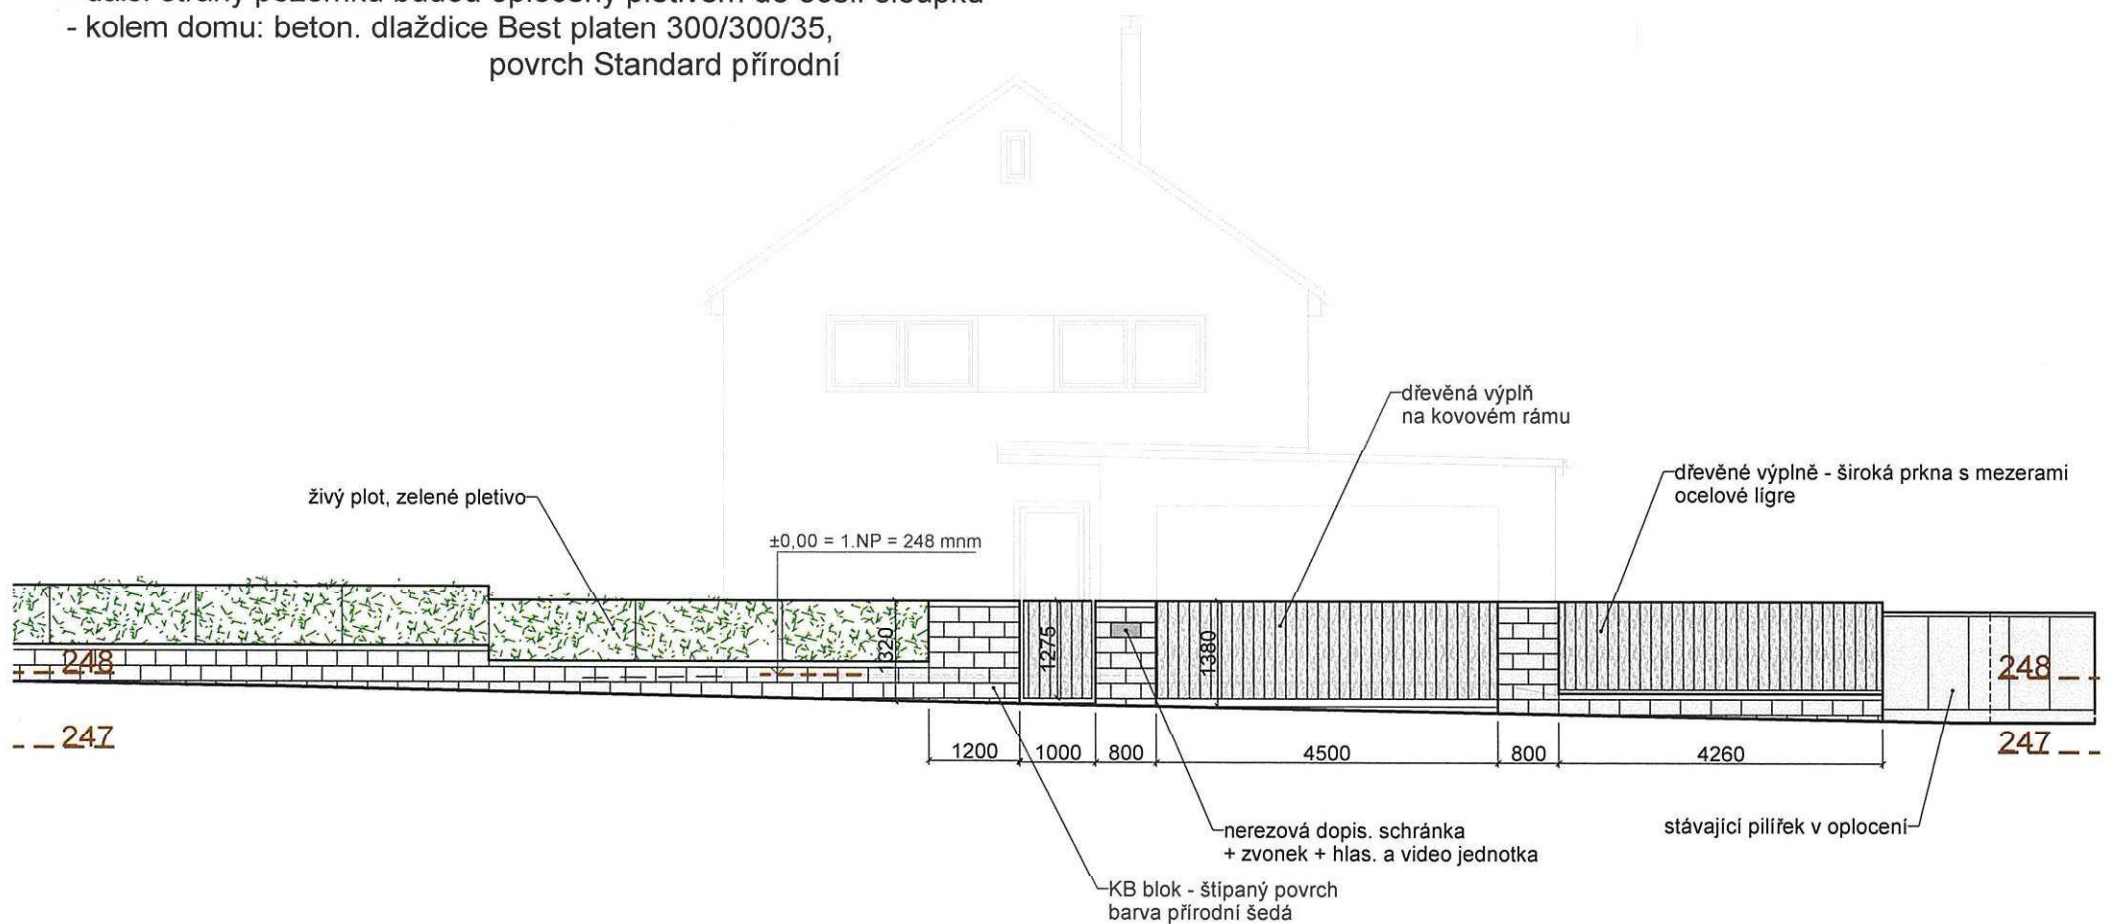 - kolem domu: beton. dlaždice Best platen 300/300/35,
povrch Standard přírodní
dřevěná výplň
na kovovém rámu
dřevěné výplně - široká prkna s mezerami
ocelové lígre
živý plot, zelené pletivo
±0,00 = 1.NP = 248 mnm
1320
1275
1380
248
248
247
247
1200
1000
800
4500
800
4260
nerezová dopis. schránka
+ zvonek + hlas. a video jednotka
stávající pilířek v oplocení
KB blok - štípaný povrch
barva přírodní šedá